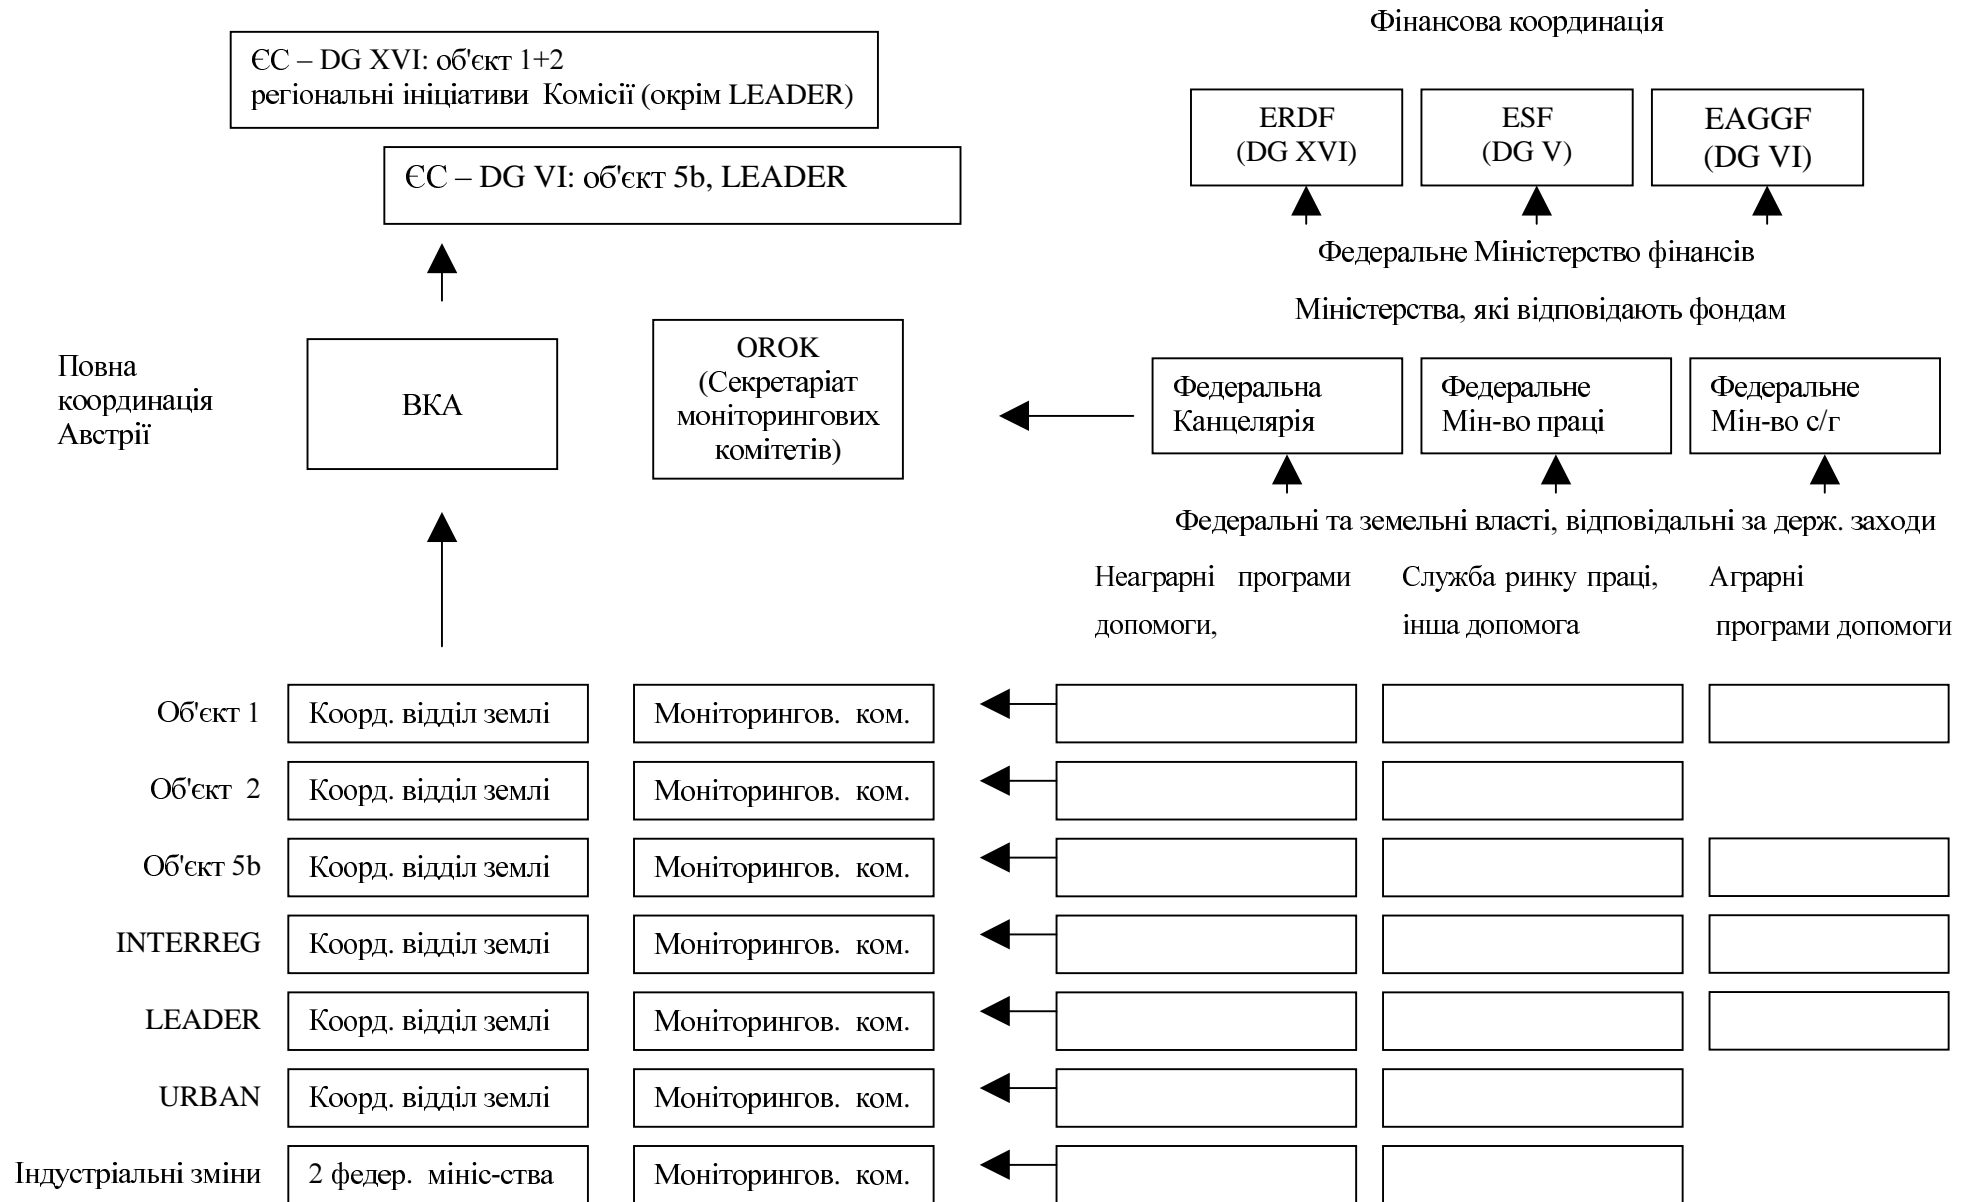 Фінансова координація
ЄС – DG XVI: об'єкт 1+2
регіональні ініціативи Комісії (окрім LEADER)
ERDF
(DG XVI)
ESF
(DG V)
EAGGF
(DG VI)
ЄС – DG VI: об'єкт 5b, LEADER
Федеральне Міністерство фінансів
Міністерства, які відповідають фондам
Повна
координація
Австрії
ВКА
OROK
(Секретаріат
моніторингових
комітетів)
Федеральна
Канцелярія
Федеральне
Мін-во праці
Федеральне
Мін-во с/г
Федеральні та земельні власті, відповідальні за держ. заходи
Неаграрні програми
допомоги,
Служба ринку праці,
інша допомога
Аграрні
програми допомоги
Об'єкт 1
Коорд. відділ землі
Моніторингов. ком.
Об'єкт 2
Коорд. відділ землі
Моніторингов. ком.
Об'єкт 5b
Коорд. відділ землі
Моніторингов. ком.
INTERREG
Коорд. відділ землі
Моніторингов. ком.
LEADER
Коорд. відділ землі
Моніторингов. ком.
URBAN
Коорд. відділ землі
Моніторингов. ком.
Індустріальні зміни
2 федер. мініс-ства
Моніторингов. ком.